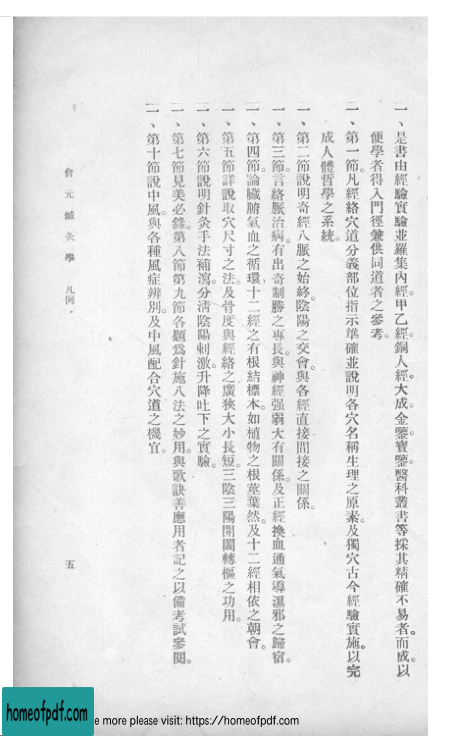 一、是書由經驗實驗並羅集內經。甲乙經。銅人經。大成。金鑒。寶鑒。醫科叢書等採其精確不易者。而成。以
便學者得入門徑兼供同道者之參考。
一、第一節。凡經絡穴道分義部位指示準確並說明各穴名稱生理之原素。及獨穴古今經驗實施。以完
成人體哲學之系統。
一、第二節說明奇經八脈之始終。陰陽之交會。與各經直接間接之關係。
一、第三節。言絡脈治病。有出奇制勝之專長。與神經强弱大有關係。及正經換血通氣導濕邪之歸宿。
一、第四節。論臟腑氣血之循環。十二經之有根結標本。如植物之根莖葉然。及十二經相依之朝會。
一、第五節詳說取穴尺寸之法。及骨度與經絡之廣狹大小長短。三陰三陽開闔轉樞之功用。
一、第六節說明針灸手法補瀉。分淸陰陽刺激。升降吐下之實驗。
一、第七節見美必錄。第八節第九節各類爲針施八法之妙用。與歌訣善應用者記之以備考試參閱。
一、第十節說中風。與各種風症辨別。及中風配合穴道之機宜。
會元鍼灸學 凡例。
五
homeofpdf.com
e more please visit: https://homeofpdf.com